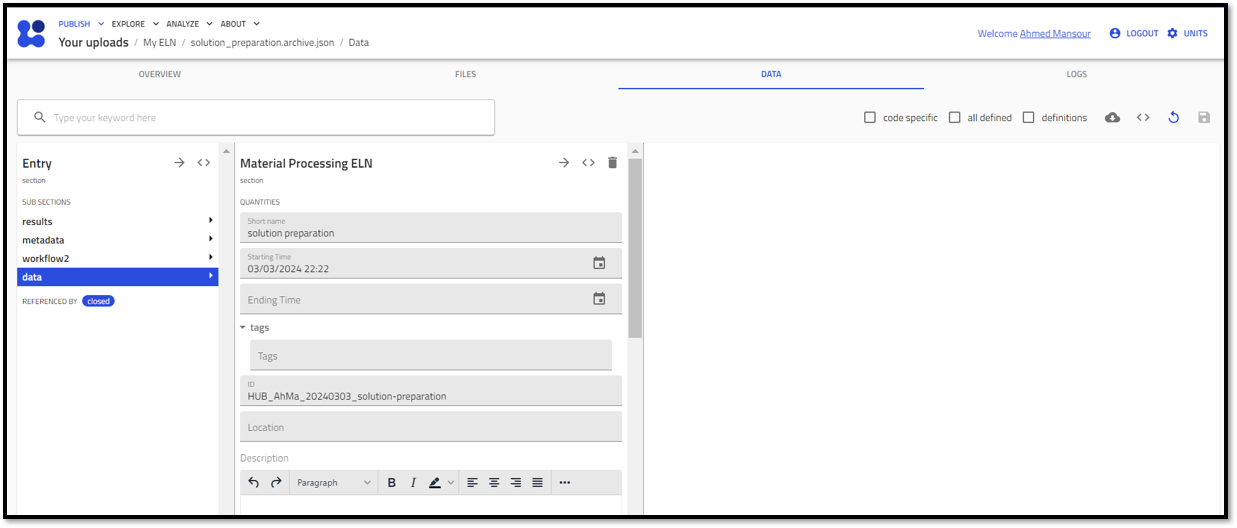 PUBLISH EXPLORE ANALYZE ABOUT
Your uploads / My ELN / solution_preparation.archive.json / Data
Welcome Ahmed Mansour LOGOUT UNITS
OVERVIEW FILES DATA LOGS
Type your keyword here
code specific all defined definitions
Entry
section
SUB SECTIONS
results
metadata
workflow2
data
REFERENCED BY closed
Material Processing ELN
section
QUANTITIES
Short name
solution preparation
Starting Time
03/03/2024 22:22
Ending Time
tags
Tags
ID
HUB_AhMa_20240303_solution-preparation
Location
Description
Paragraph B I